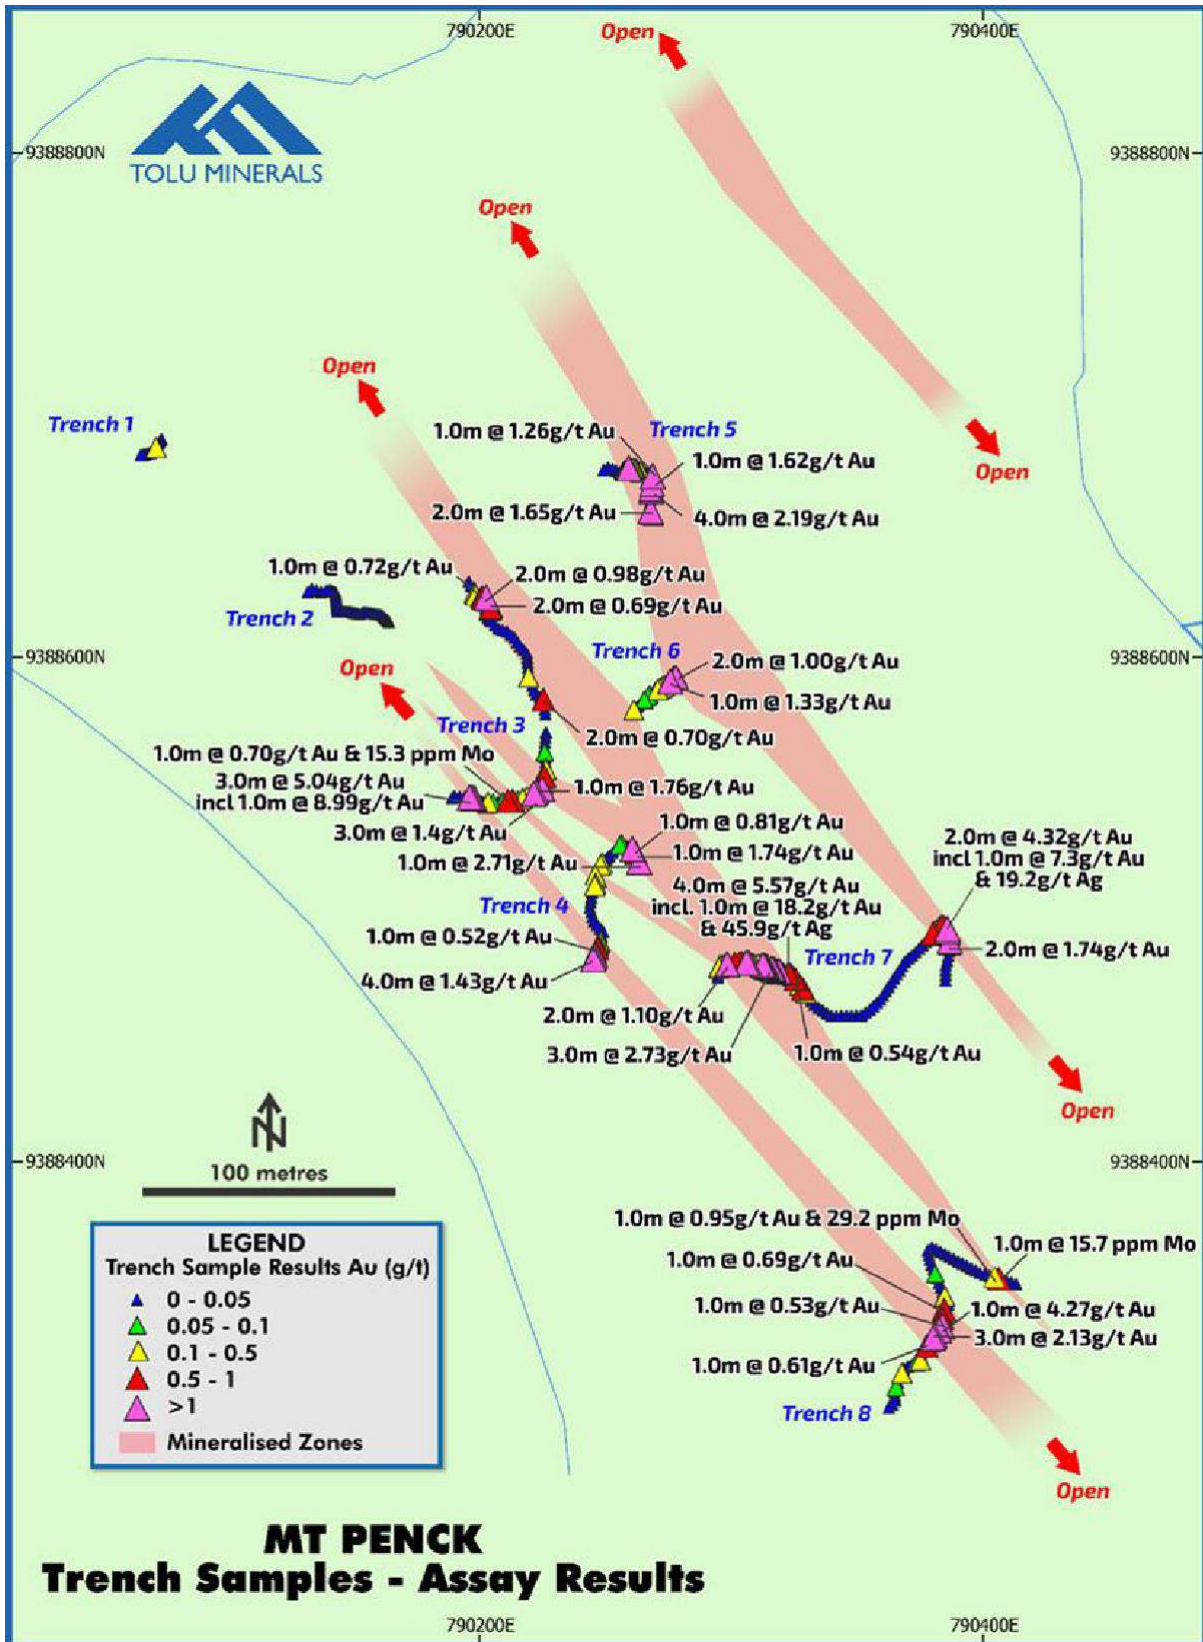 790200E
790400E
Open
9388800N
9388800N
TOLU MINERALS
Open
Open
Trench 1
1.0m @ 1.26g/t Au
Trench 5
1.0m @ 1.62g/t Au
Open
2.0m @ 1.65g/t Au
4.0m @ 2.19g/t Au
1.0m @ 0.72g/t Au
2.0m @ 0.98g/t Au
2.0m @ 0.69g/t Au
Trench 2
9388600N
Trench 6
2.0m @ 1.00g/t Au
9388600N
Open
1.0m @ 1.33g/t Au
Trench 3
2.0m @ 0.70g/t Au
1.0m @ 0.70g/t Au & 15.3 ppm Mo
3.0m @ 5.04g/t Au
incl 1.0m @ 8.99g/t Au
1.0m @ 1.76g/t Au
3.0m @ 1.4g/t Au
1.0m @ 0.81g/t Au
1.0m @ 2.71g/t Au
1.0m @ 1.74g/t Au
2.0m @ 4.32g/t Au
incl 1.0m @ 7.3g/t Au
& 19.2g/t Ag
4.0m @ 5.57g/t Au
incl. 1.0m @ 18.2g/t Au
& 45.9g/t Ag
Trench 4
1.0m @ 0.52g/t Au
Trench 7
2.0m @ 1.74g/t Au
4.0m @ 1.43g/t Au
2.0m @ 1.10g/t Au
3.0m @ 2.73g/t Au
1.0m @ 0.54g/t Au
Open
N
9388400N
9388400N
100 metres
1.0m @ 0.95g/t Au & 29.2 ppm Mo
1.0m @ 15.7 ppm Mo
1.0m @ 0.69g/t Au
1.0m @ 0.53g/t Au
1.0m @ 4.27g/t Au
3.0m @ 2.13g/t Au
1.0m @ 0.61g/t Au
Trench 8
Open
LEGEND
Trench Sample Results Au (g/t)
0 - 0.05
0.05 - 0.1
0.1 - 0.5
0.5 - 1
>1
Mineralised Zones
MT PENCK
Trench Samples - Assay Results
790200E
790400E